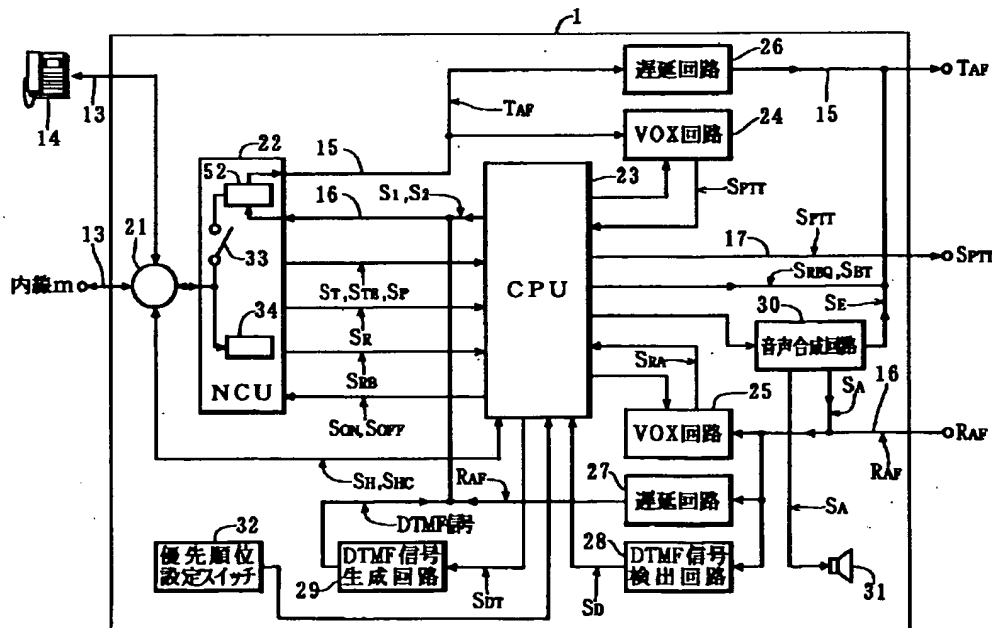 1
26
遅延回路
15
TAF
13
14
TAF
24
VOX回路
22
15
52
23
SPTT
16
S1,S2
21
33
17
SPTT
SPTT
13
内線m
CPU
SRBQ,SBT
ST,STB,SP
SE
30
34
SR
音声合成回路
SRA
SRB
SA
16
NCU
25
SON,SOFF
VOX回路
RAF
RAF
SH,SHC
RAF
27
遅延回路
SA
DTMF信号
32
優先順位
設定スイッチ
DTMF信号
生成回路
29
28
DTMF信号
検出回路
SDT
SD
31